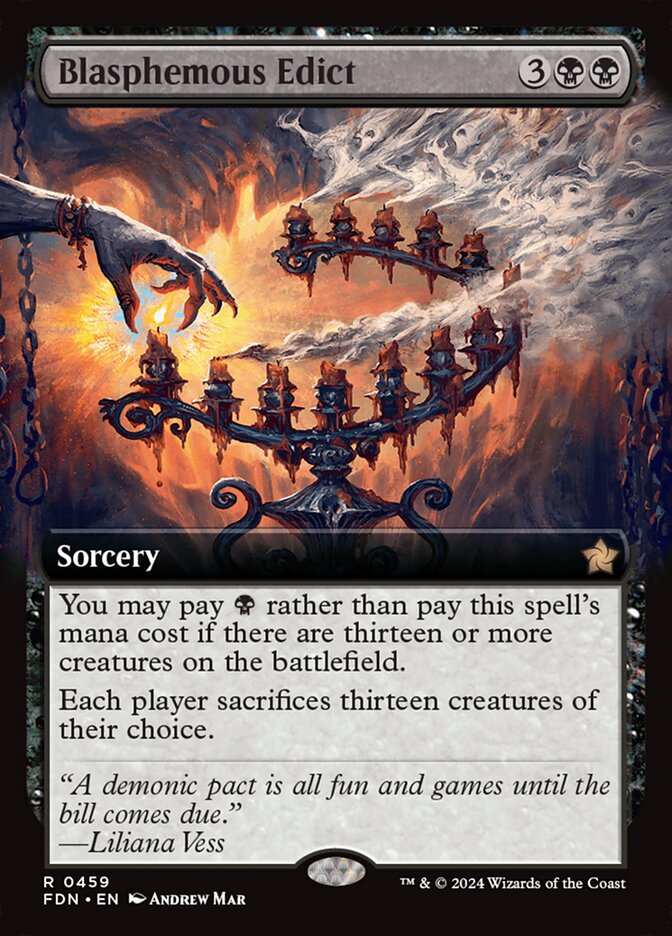 Blasphemous Edict 3
Sorcery
You may pay rather than pay this spell's
mana cost if there are thirteen or more
creatures on the battlefield.
Each player sacrifices thirteen creatures of
their choice.
“A demonic pact is all fun and games until the
bill comes due.”
—Liliana Vess
R 0459
FDN • EN Andrew Mar
™ & © 2024 Wizards of the Coast